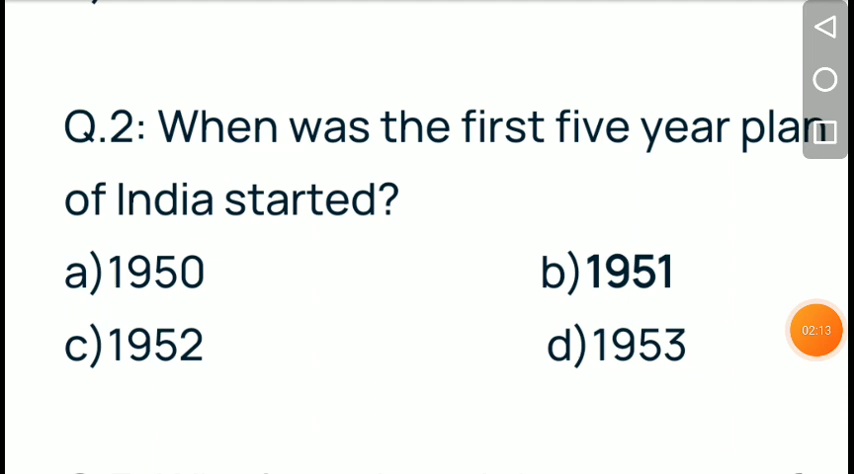 Q.2: When was the first five year plan
of India started?
a)1950 b)1951
c)1952 d)1953
02:13